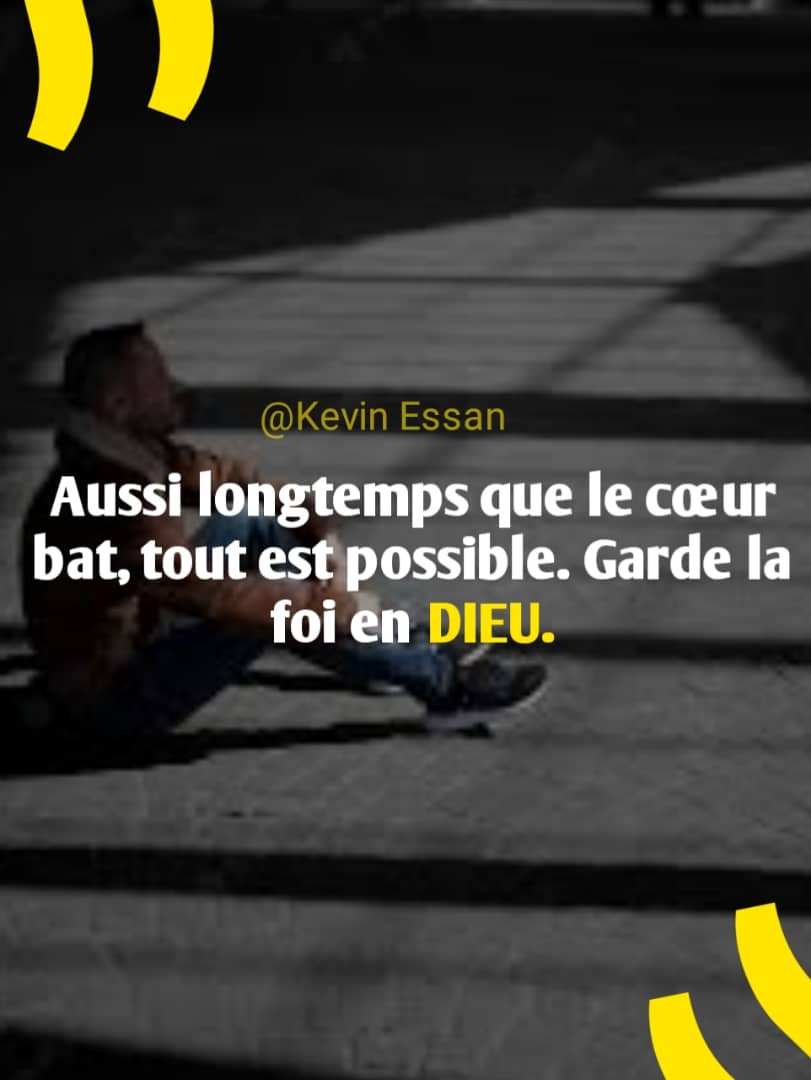 @Kevin Essan
Aussi longtemps que le cœur
bat, tout est possible. Garde la
foi en DIEU.